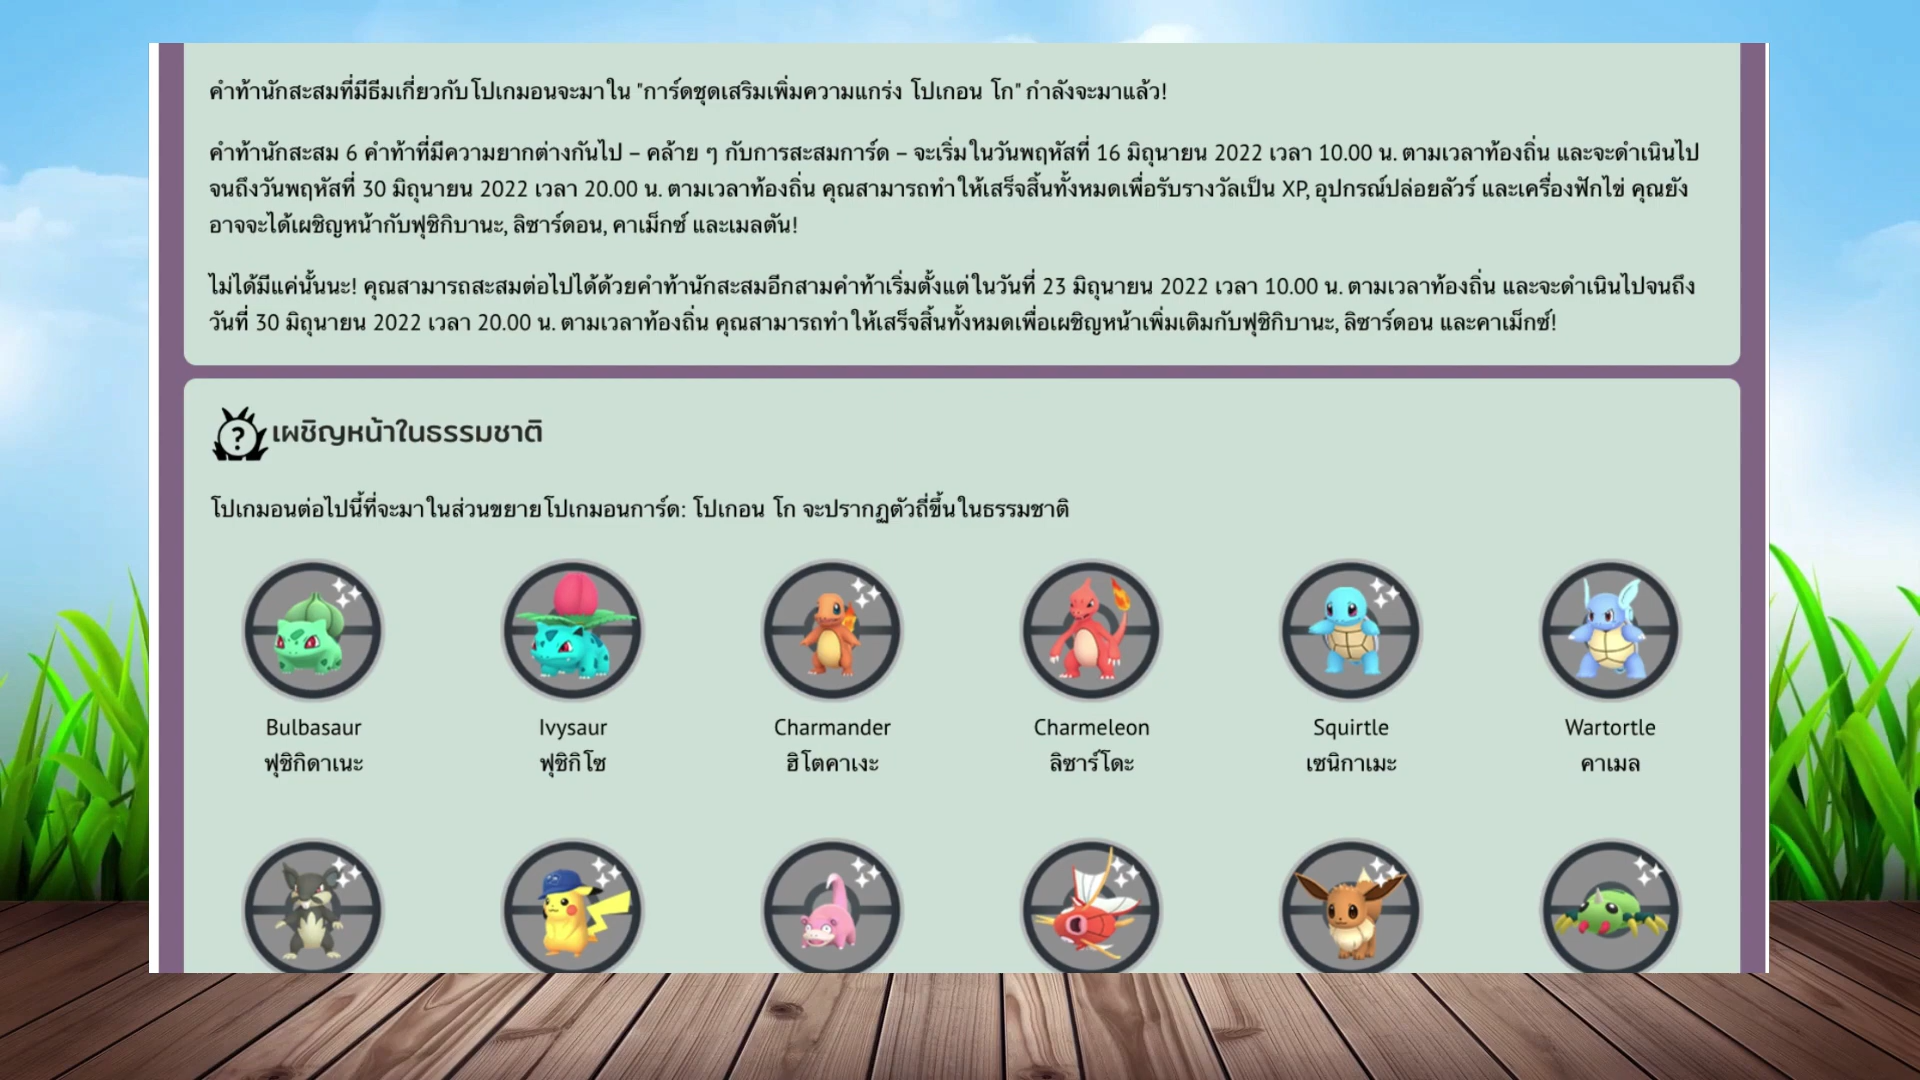 คำท้านักสะสมที่มีธีมเกี่ยวกับโปเกมอนจะมาใน "การ์ดชุดเสริมเพิ่มความแกร่ง โปเกอน โก" กำลังจะมาแล้ว!
คำท้านักสะสม 6 คำท้าที่มีความยากต่างกันไป – คล้าย ๆ กับการสะสมการ์ด – จะเริ่มในวันพฤหัสที่ 16 มิถุนายน 2022 เวลา 10.00 น. ตามเวลาท้องถิ่น และจะดำเนินไป
จนถึงวันพฤหัสที่ 30 มิถุนายน 2022 เวลา 20.00 น. ตามเวลาท้องถิ่น คุณสามารถทำให้เสร็จสิ้นทั้งหมดเพื่อรับรางวัลเป็น XP, อุปกรณ์ปล่อยลัวร์ และเครื่องฟักไข่ คุณยัง
อาจจะได้เผชิญหน้ากับฟุชิกิบานะ, ลิซาร์ดอน, คาเม็กซ์ และเมลตัน!
ไม่ได้มีแค่นั้นนะ! คุณสามารถสะสมต่อไปได้ด้วยคำท้านักสะสมอีกสามคำท้าเริ่มตั้งแต่ในวันที่ 23 มิถุนายน 2022 เวลา 10.00 น. ตามเวลาท้องถิ่น และจะดำเนินไปจนถึง
วันที่ 30 มิถุนายน 2022 เวลา 20.00 น. ตามเวลาท้องถิ่น คุณสามารถทำให้เสร็จสิ้นทั้งหมดเพื่อเผชิญหน้าเพิ่มเติมกับฟุชิกิบานะ, ลิซาร์ดอน และคาเม็กซ์!
เผชิญหน้าในธรรมชาติ
โปเกมอนต่อไปนี้ที่จะมาในส่วนขยายโปเกมอนการ์ด: โปเกอน โก จะปรากฏตัวถี่ขึ้นในธรรมชาติ
Bulbasaur Ivysaur Charmander Charmeleon Squirtle Wartortle
ฟุชิกิดาเนะ ฟุชิกิโซ ฮิโตคาเงะ ลิซาร์โดะ เซนิกาเมะ คาเมล